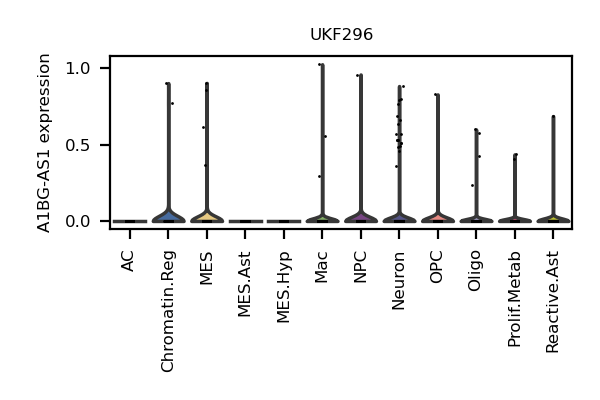 UKF296
A1BG-AS1 expression
1.0
0.5
0.0
AC
Chromatin.Reg
MES
MES.Ast
MES.Hyp
Mac
NPC
Neuron
OPC
Oligo
Prolif.Metab
Reactive.Ast